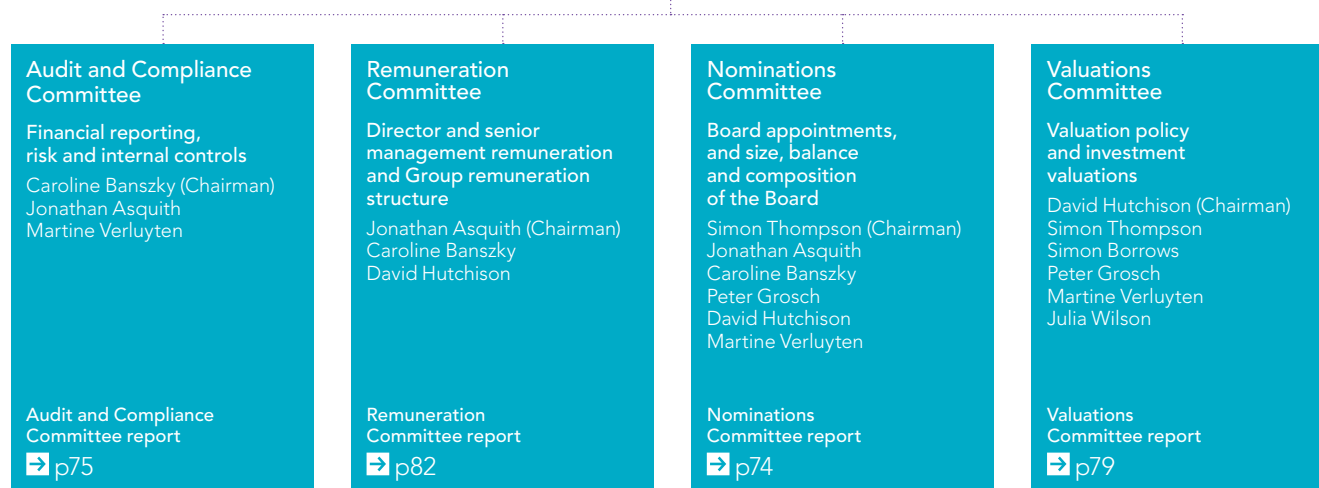 Audit and Compliance
Committee
Financial reporting,
risk and internal controls
Caroline Banszky (Chairman)
Jonathan Asquith
Martine Verluyten
Audit and Compliance
Committee report
p75
Remuneration
Committee
Director and senior
management remuneration
and Group remuneration
structure
Jonathan Asquith (Chairman)
Caroline Banszky
David Hutchison
Remuneration
Committee report
p82
Nominations
Committee
Board appointments,
and size, balance
and composition
of the Board
Simon Thompson (Chairman)
Jonathan Asquith
Caroline Banszky
Peter Grosch
David Hutchison
Martine Verluyten
Nominations
Committee report
p74
Valuations
Committee
Valuation policy
and investment
valuations
David Hutchison (Chairman)
Simon Thompson
Simon Borrows
Peter Grosch
Martine Verluyten
Julia Wilson
Valuations
Committee report
p79